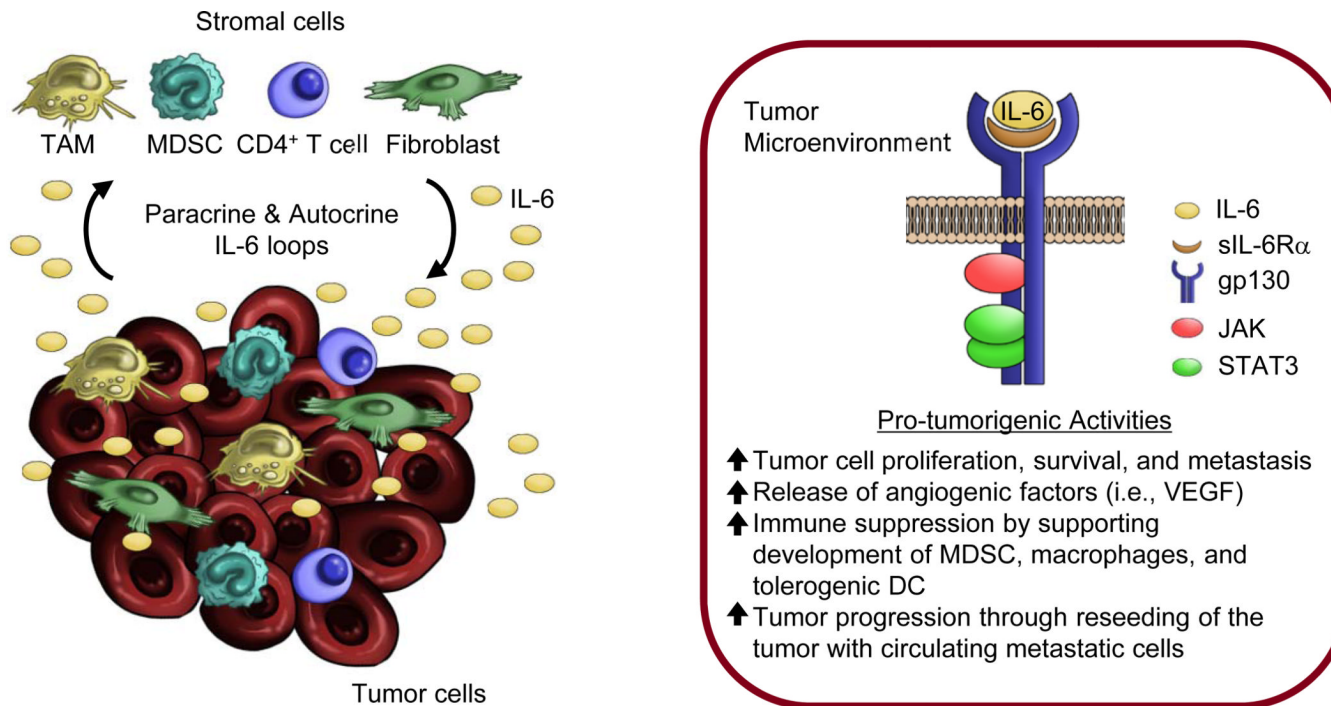 Stromal cells
TAM
MDSC
CD4⁺ T cell
Fibroblast
IL-6
Paracrine & Autocrine
IL-6 loops
Tumor cells
Tumor
Microenvironment
IL-6
IL-6
sIL-6Rα
gp130
JAK
STAT3
Pro-tumorigenic Activities
Tumor cell proliferation, survival, and metastasis
Release of angiogenic factors (i.e., VEGF)
Immune suppression by supporting
development of MDSC, macrophages, and
tolerogenic DC
Tumor progression through reseeding of the
tumor with circulating metastatic cells